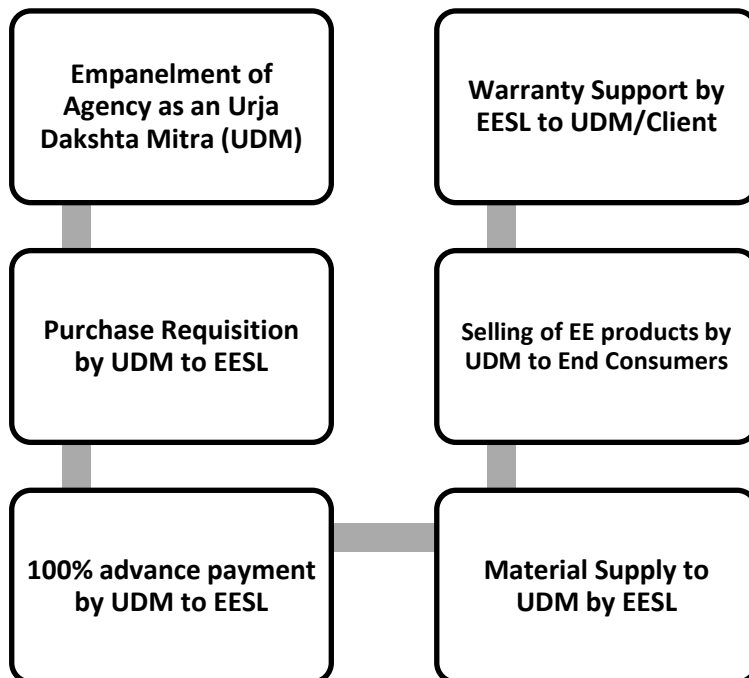 Empanelment of
Agency as an Urja
Dakshta Mitra (UDM)
Purchase Requisition
by UDM to EESL
100% advance payment
by UDM to EESL
Material Supply to
UDM by EESL
Selling of EE products by
UDM to End Consumers
Warranty Support by
EESL to UDM/Client